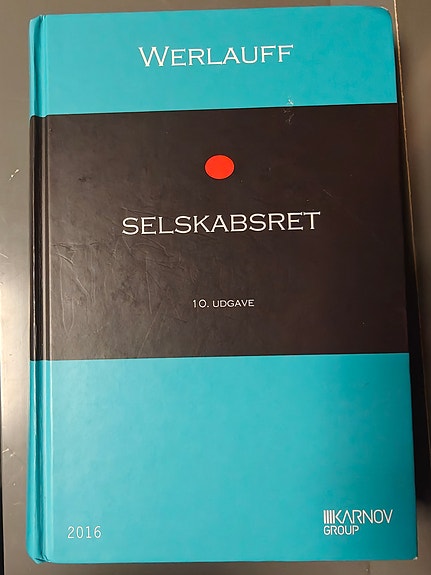 WERLAUFF
SELSKABSRET
10. UDGAVE
2016
KARNOV
GROUP